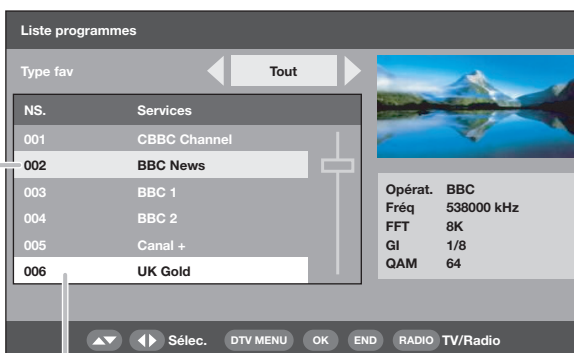 Liste programmes
Type fav Tout
NS. Services
001 CBBC Channel
002 BBC News
003 BBC 1
004 BBC 2
005 Canal +
006 UK Gold
Opérat. BBC
Fréq 538000 kHz
FFT 8K
GI 1/8
QAM 64
Sélec. DTV MENU OK END RADIO TV/Radio